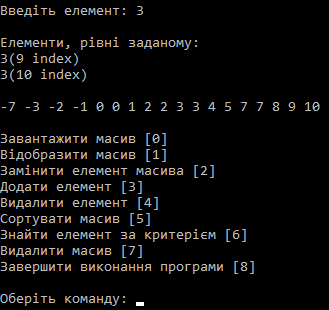 Введіть елемент: 3
Елементи, рівні заданому:
3(9 index)
3(10 index)
-7 -3 -2 -1 0 0 1 2 2 3 3 4 5 7 7 8 9 10
Завантажити масив [0]
Відобразити масив [1]
Замінити елемент масива [2]
Додати елемент [3]
Видалити елемент [4]
Сортувати масив [5]
Знайти елемент за критерієм [6]
Видалити масив [7]
Завершити виконання програми [8]
Оберіть команду: